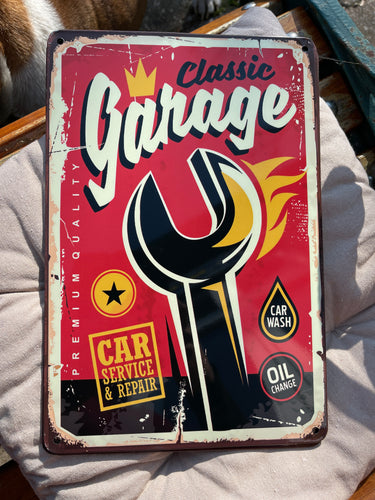 Classic
Garage
PREMIUM QUALITY
CAR
WASH
CAR
SERVICE
& REPAIR
OIL
CHANGE